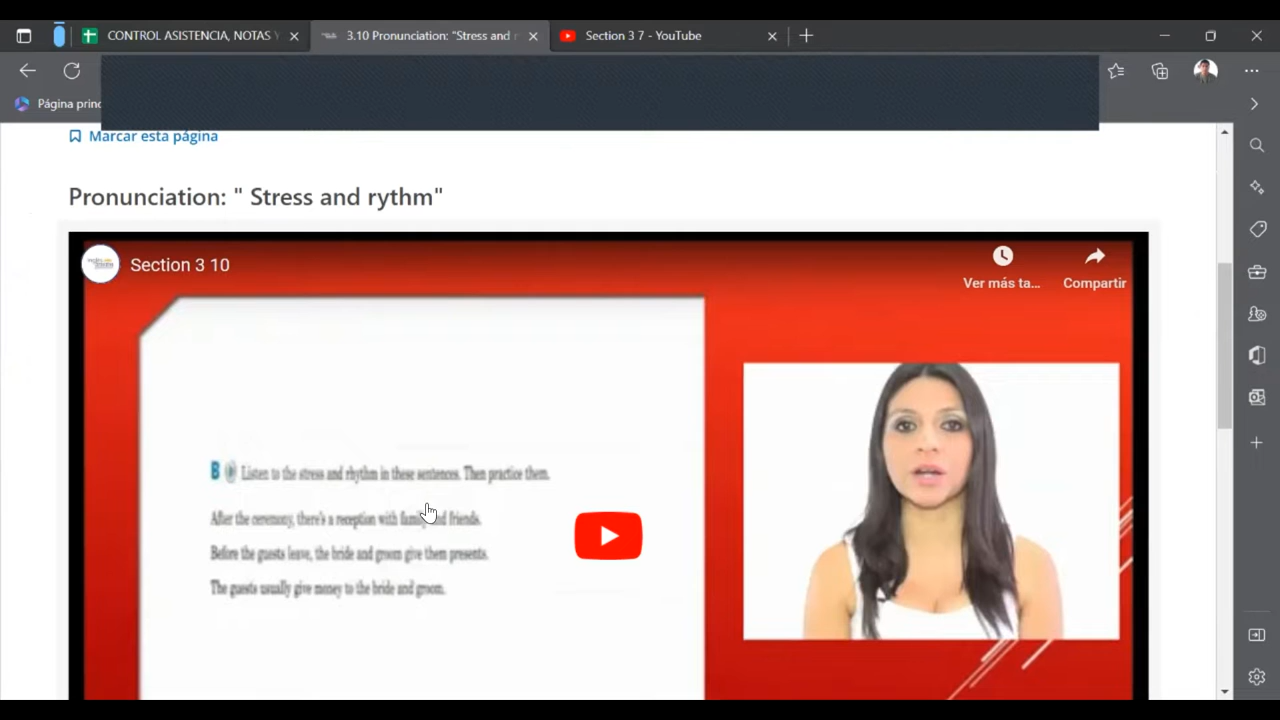 CONTROL ASISTENCIA, NOTAS Y
3.10 Pronunciation: "Stress and r
Section 3 7 - YouTube
Página princ
Marcar esta página
Pronunciation: " Stress and rythm"
Section 3 10
Ver más ta...
Compartir
B Listen to the stress and rhythm in these sentences. Then practice them.
After the ceremony, there's a reception with family and friends.
Before the guests leave, the bride and groom give them presents.
The guests usually give money to the bride and groom.